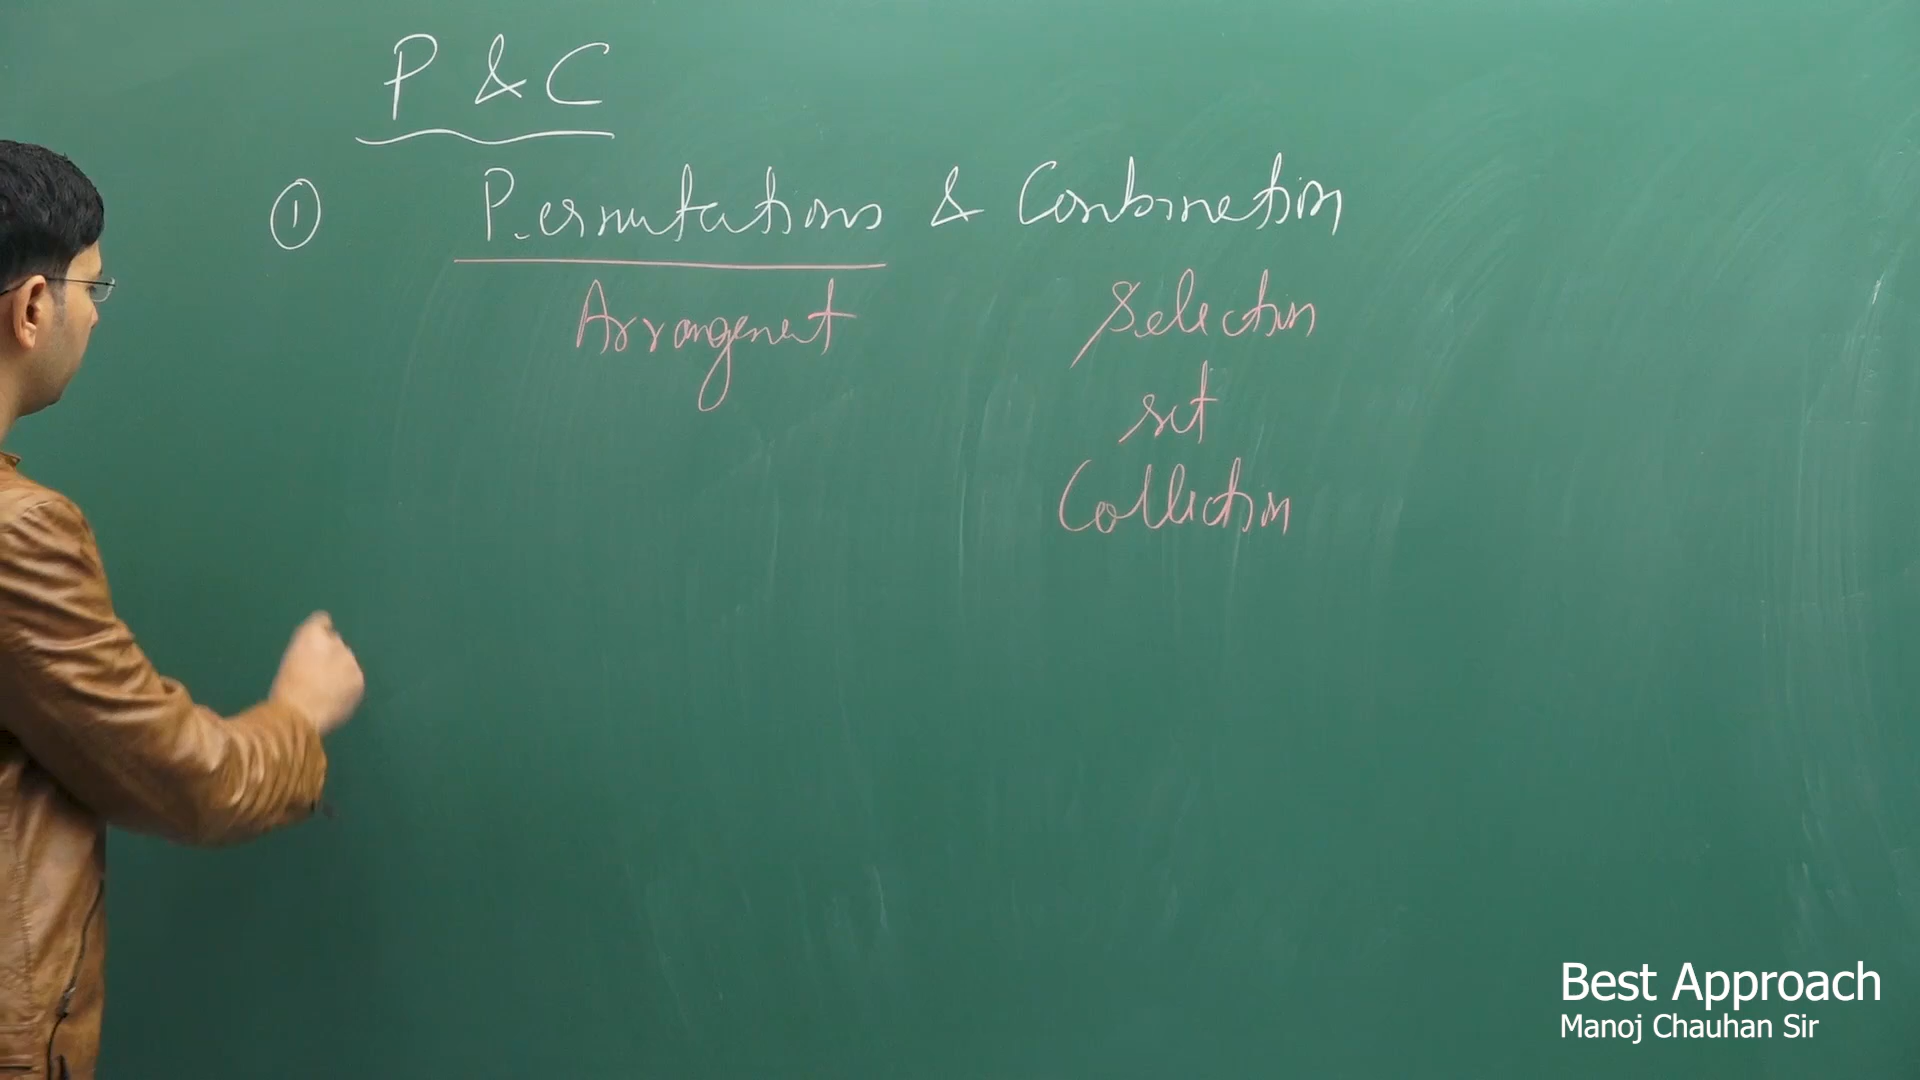 P & C
① Permutations & Combination
Arrangement Selection
set
Collection
Best Approach
Manoj Chauhan Sir